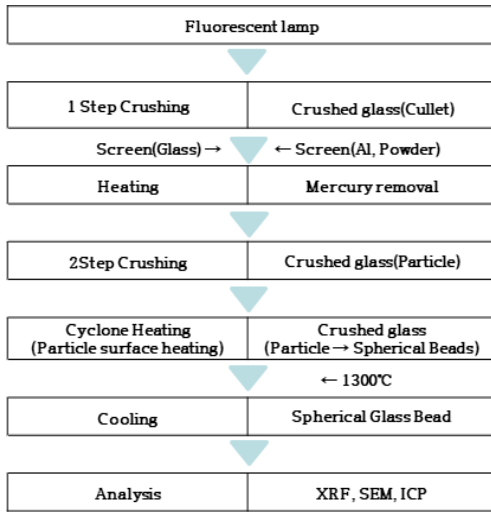 Fluorescent lamp
1 Step Crushing Crushed glass(Cullet)
Screen(Glass) → ← Screen(Al, Powder)
Heating Mercury removal
2Step Crushing Crushed glass(Particle)
Cyclone Heating Crushed glass
(Particle surface heating) (Particle → Spherical Beads)
← 1300℃
Cooling Spherical Glass Bead
Analysis XRF, SEM, ICP